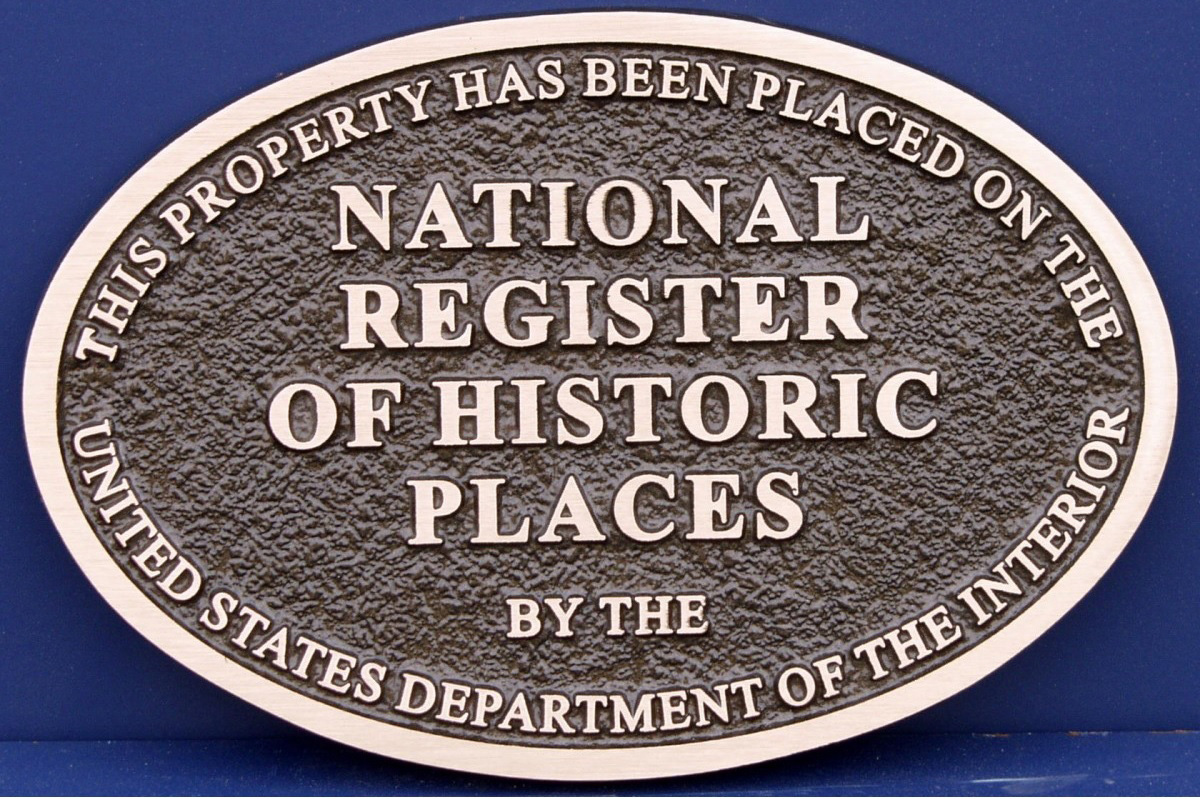 THIS PROPERTY HAS BEEN PLACED ON THE
NATIONAL
REGISTER
OF HISTORIC
PLACES
BY THE
UNITED STATES DEPARTMENT OF THE INTERIOR